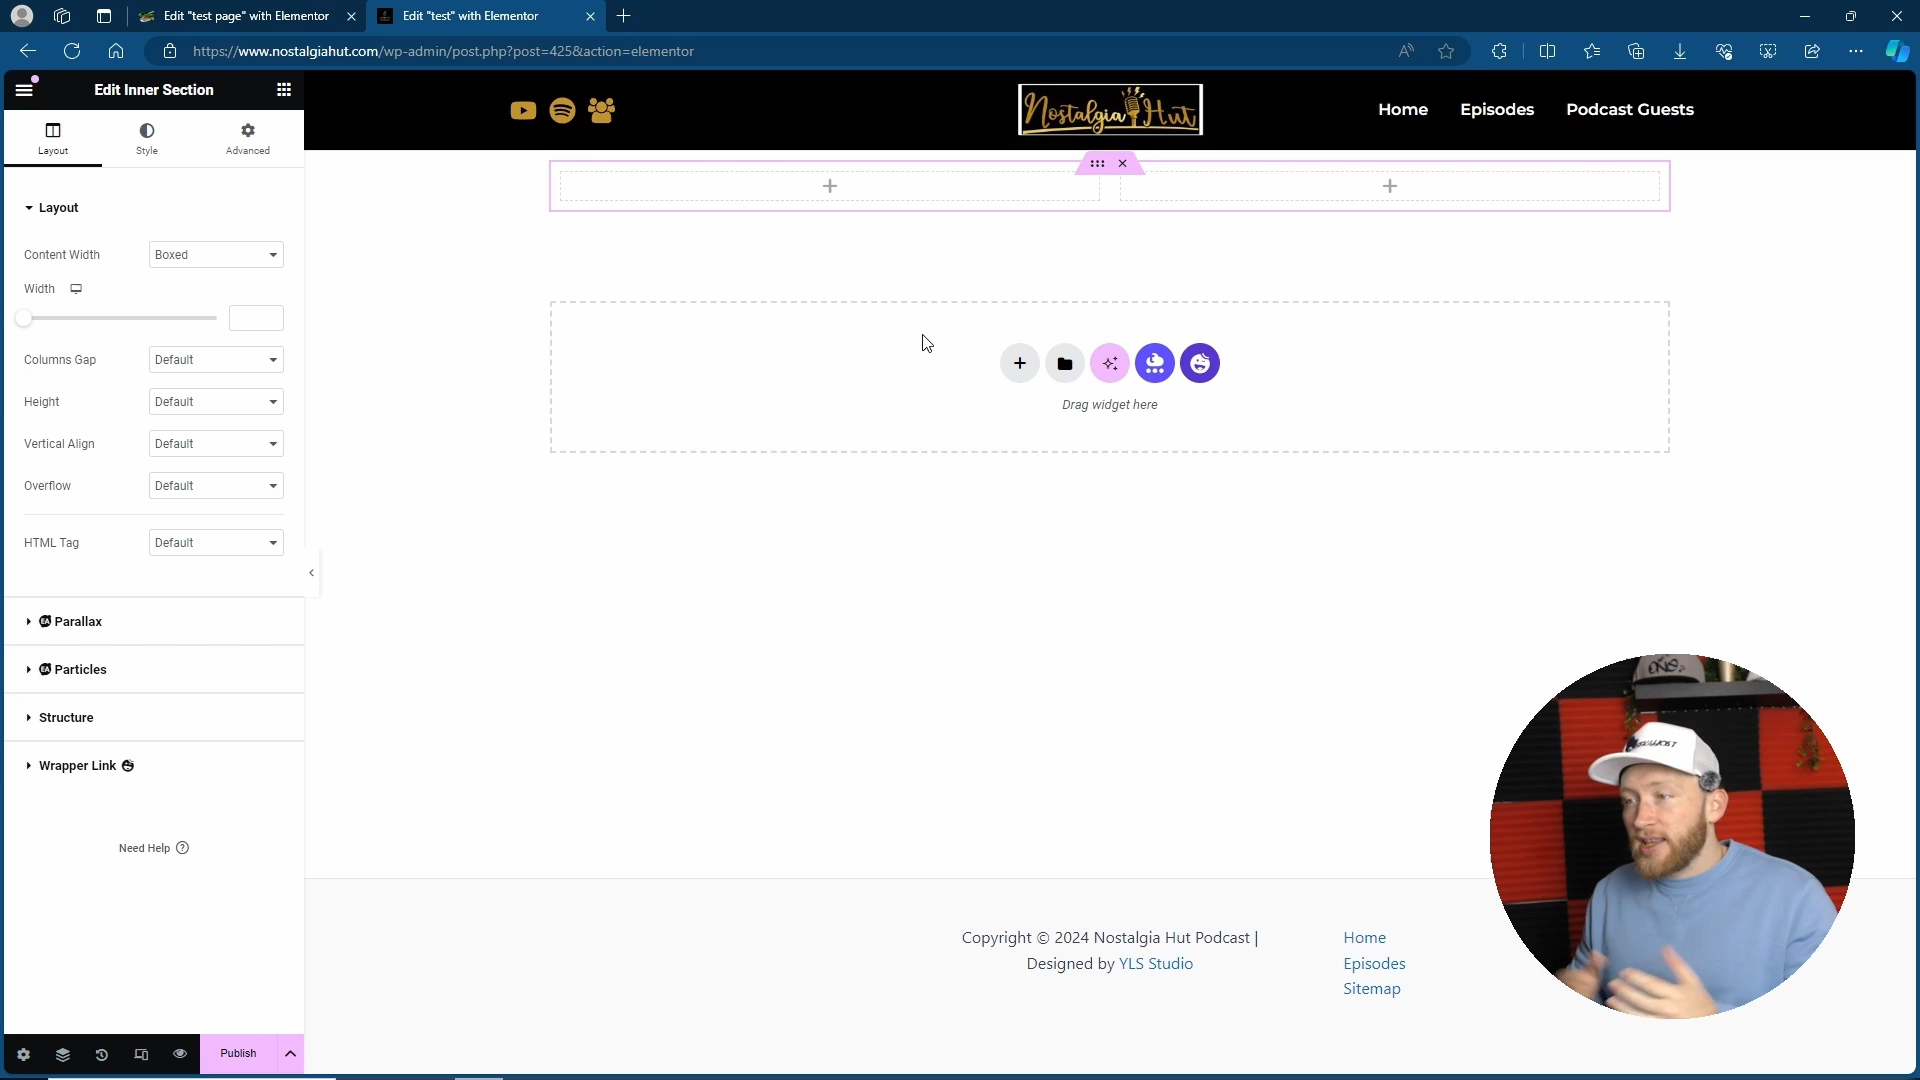 Edit "test page" with Elementor
Edit "test" with Elementor
https://www.nostalgiahut.com/wp-admin/post.php?post=425&action=elementor
Edit Inner Section
Layout
Style
Advanced
Layout
Content Width
Boxed
Width
Columns Gap
Default
Height
Default
Vertical Align
Default
Overflow
Default
HTML Tag
Default
Parallax
Particles
Structure
Wrapper Link
Need Help
Publish
Nostalgia Hut
Home
Episodes
Podcast Guests
Drag widget here
Copyright © 2024 Nostalgia Hut Podcast |
Designed by YLS Studio
Home
Episodes
Sitemap